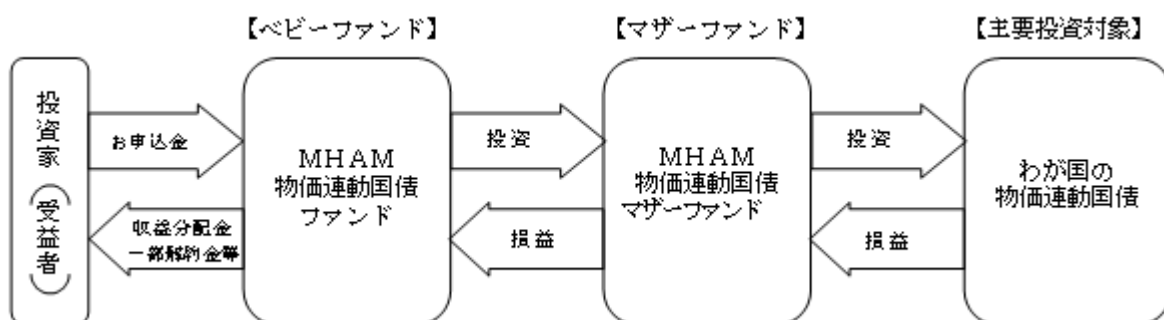 【ベビーファンド】
【マザーファンド】
【主要投資対象】
投資家（受益者）
お申込金
収益分配金
一部解約金等
MHAM
物価連動国債
ファンド
投資
損益
MHAM
物価連動国債
マザーファンド
投資
損益
わが国の
物価連動国債